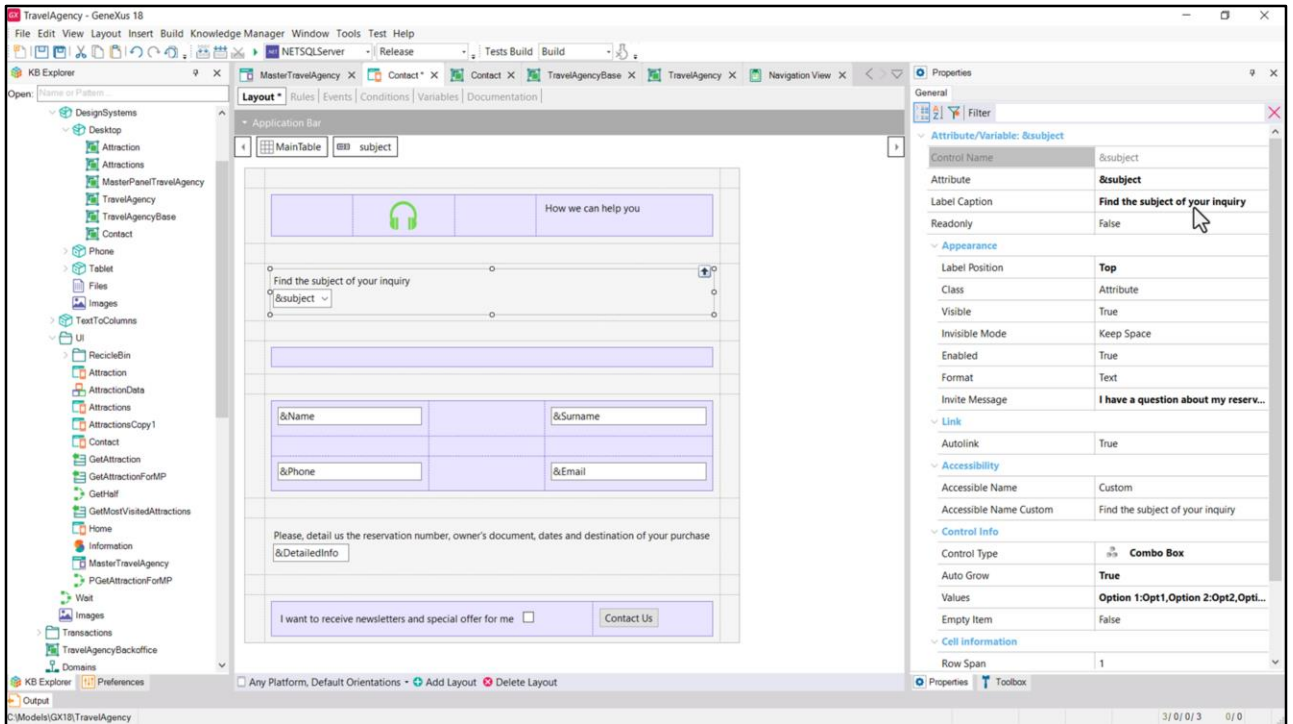 TravelAgency - GeneXus 18
File Edit View Layout Insert Build Knowledge Manager Window Tools Test Help
NETSQLServer Release Tests Build Build
KB Explorer
Open: Name or Pattern...
DesignSystems
Desktop
Attraction
Attractions
MasterPanelTravelAgency
TravelAgency
TravelAgencyBase
Contact
Phone
Tablet
Files
Images
TextToColumns
UI
RecicleBin
Attraction
AttractionData
Attractions
AttractionsCopy1
Contact
GetAttraction
GetAttractionForMP
GetHalf
GetMostVisitedAttractions
Home
Information
MasterTravelAgency
PGetAttractionForMP
Wait
Images
Transactions
TravelAgencyBackoffice
Domains
KB Explorer Preferences
MasterTravelAgency Contact* Contact TravelAgencyBase TravelAgency Navigation View
Layout * Rules Events Conditions Variables Documentation
Application Bar
MainTable subject
How we can help you
Find the subject of your inquiry
&subject
&Name &Surname
&Phone &Email
Please, detail us the reservation number, owner's document, dates and destination of your purchase
&DetailedInfo
I want to receive newsletters and special offer for me Contact Us
Any Platform, Default Orientations Add Layout Delete Layout
Properties
General
Filter
Attribute/Variable: &subject
Control Name &subject
Attribute &subject
Label Caption Find the subject of your inquiry
Readonly False
Appearance
Label Position Top
Class Attribute
Visible True
Invisible Mode Keep Space
Enabled True
Format Text
Invite Message I have a question about my reserv...
Link
Autolink True
Accessibility
Accessible Name Custom
Accessible Name Custom Find the subject of your inquiry
Control Info
Control Type Combo Box
Auto Grow True
Values Option 1:Opt1,Option 2:Opt2,Opti...
Empty Item False
Cell information
Row Span 1
Properties Toolbox
Output
C:\Models\GX18\TravelAgency 3/0/0/3 0/0